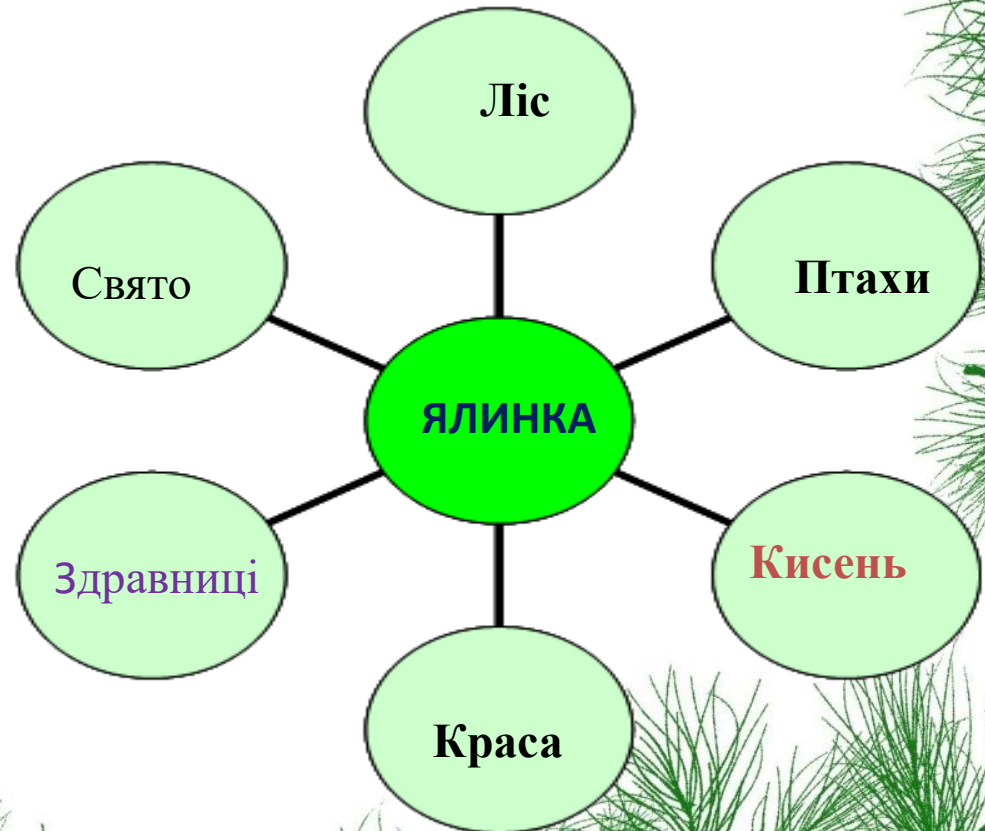 Ліс
Свято
Птахи
ЯЛИНКА
Здравниці
Кисень
Краса